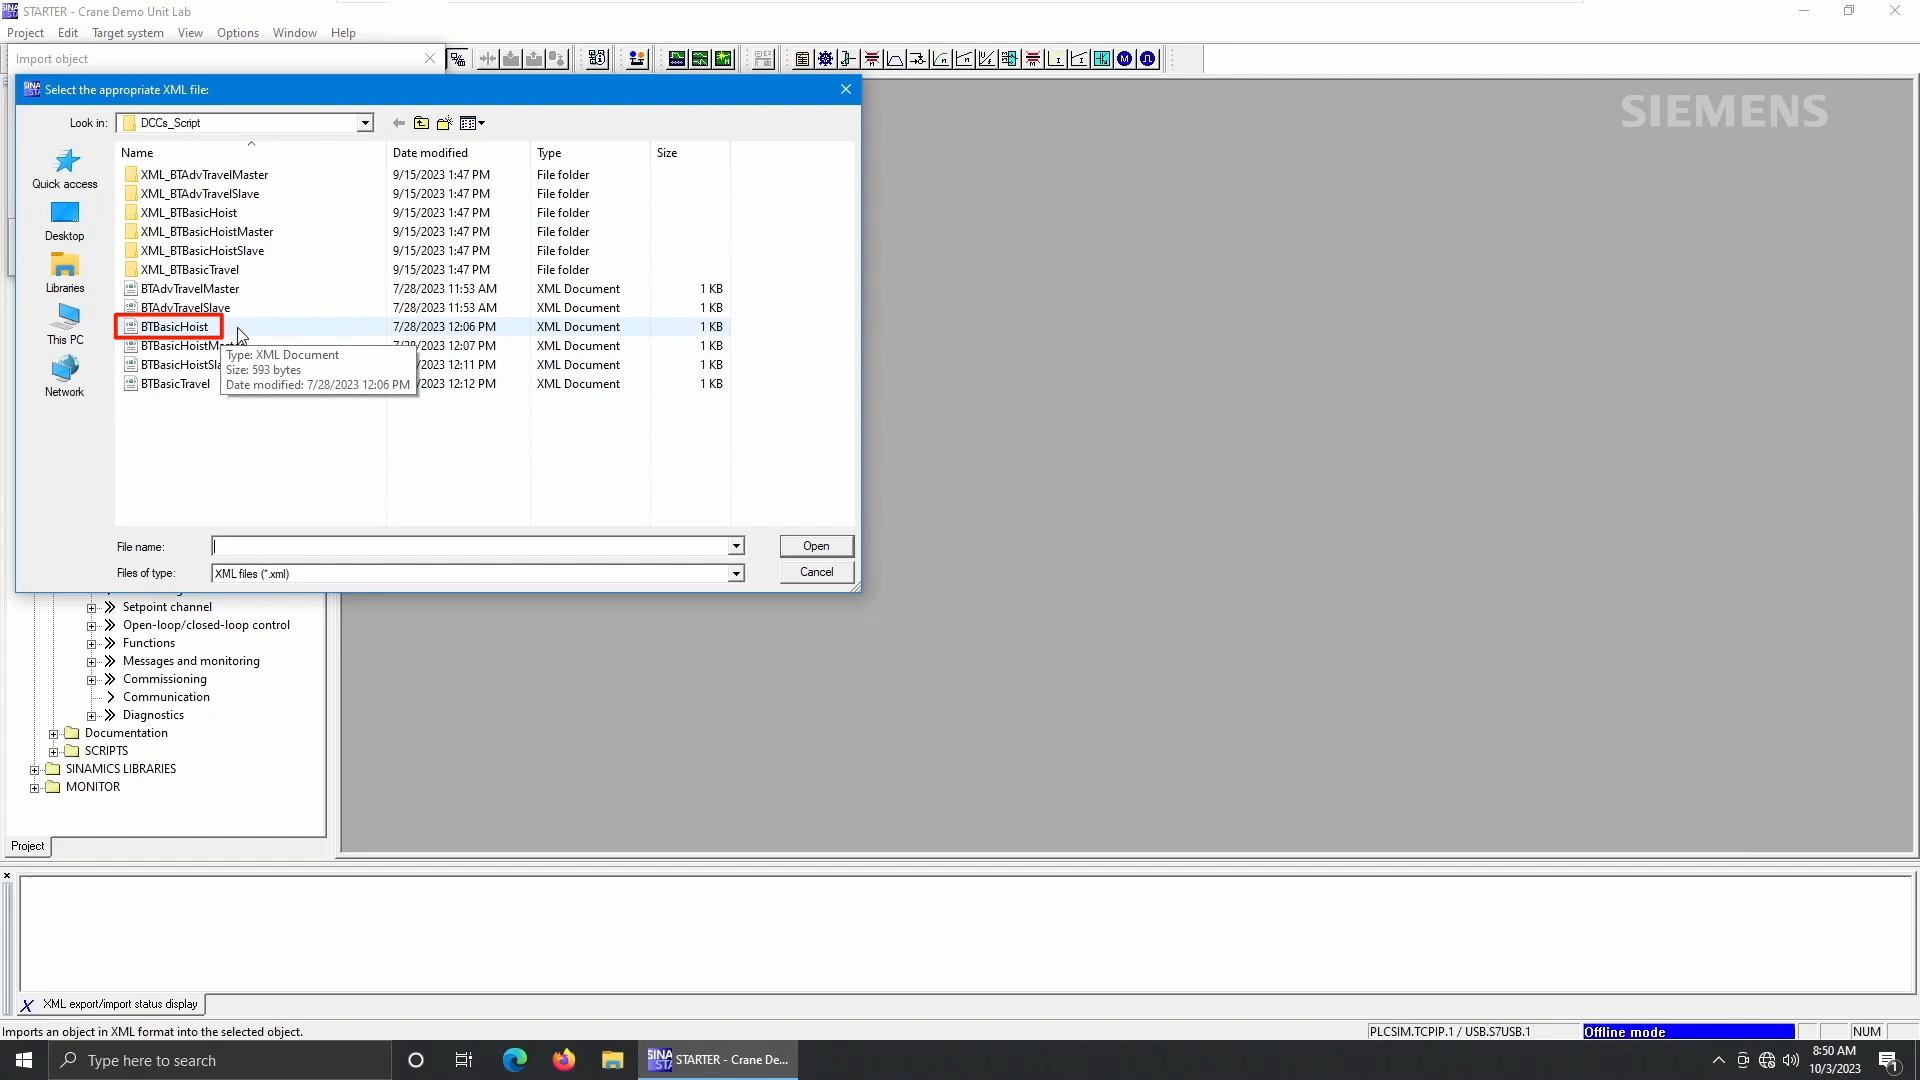 STARTER - Crane Demo Unit Lab
Project Edit Target system View Options Window Help
Import object
Select the appropriate XML file:
SIEMENS
Look in: DCCs_Script
Name Date modified Type Size
Quick access
Desktop
Libraries
This PC
Network
XML_BTAdvTravelMaster 9/15/2023 1:47 PM File folder
XML_BTAdvTravelSlave 9/15/2023 1:47 PM File folder
XML_BTBasicHoist 9/15/2023 1:47 PM File folder
XML_BTBasicHoistMaster 9/15/2023 1:47 PM File folder
XML_BTBasicHoistSlave 9/15/2023 1:47 PM File folder
XML_BTBasicTravel 9/15/2023 1:47 PM File folder
BTAdvTravelMaster 7/28/2023 11:53 AM XML Document 1 KB
BTAdvTravelSlave 7/28/2023 11:53 AM XML Document 1 KB
BTBasicHoist 7/28/2023 12:06 PM XML Document 1 KB
BTBasicHoistMaster 7/28/2023 12:07 PM XML Document 1 KB
BTBasicHoistSla /2023 12:11 PM XML Document 1 KB
BTBasicTravel /2023 12:12 PM XML Document 1 KB
Type: XML Document
Size: 593 bytes
Date modified: 7/28/2023 12:06 PM
File name: Open
Files of type: XML files (*.xml) Cancel
Setpoint channel
Open-loop/closed-loop control
Functions
Messages and monitoring
Commissioning
Communication
Diagnostics
Documentation
SCRIPTS
SINAMICS LIBRARIES
MONITOR
Project
XML export/import status display
Imports an object in XML format into the selected object.
PLCSIM.TCPIP.1 / USB.S7USB.1 Offline mode NUM
Type here to search
STARTER - Crane De...
8:50 AM
10/3/2023